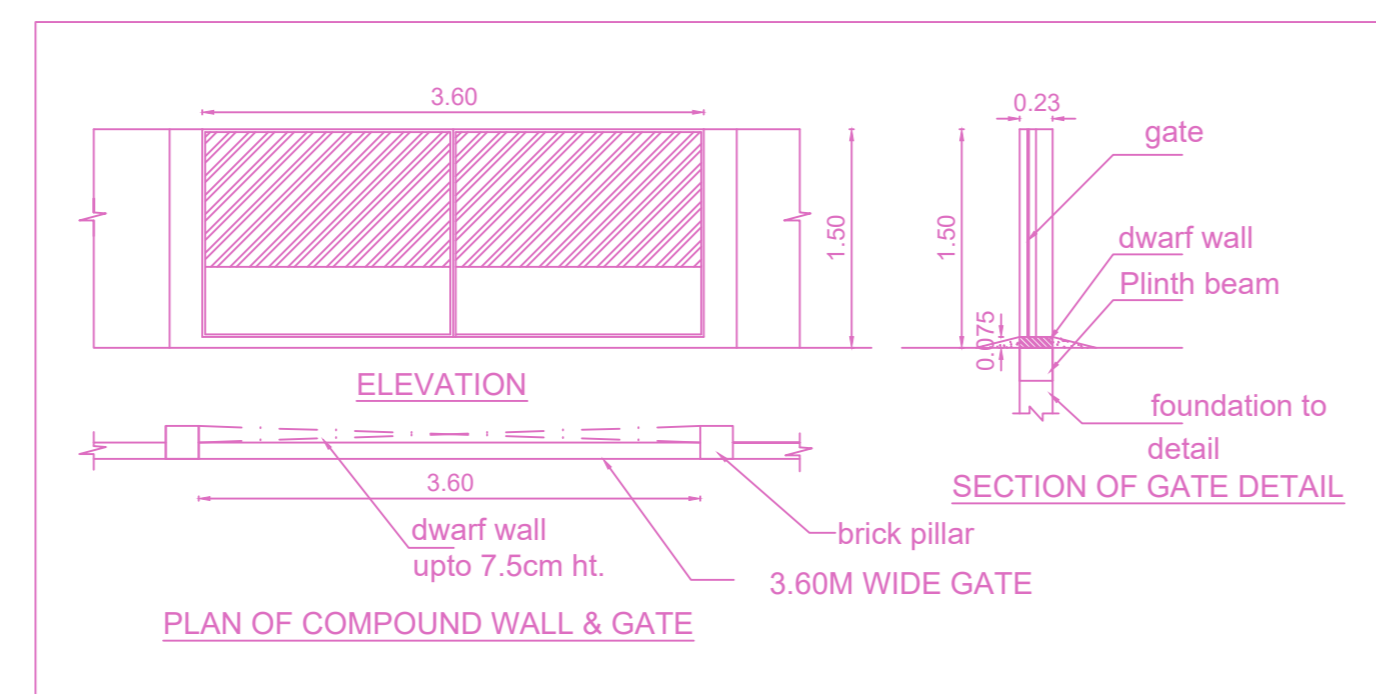 3.60
1.50
ELEVATION
3.60
dwarf wall
upto 7.5cm ht.
brick pillar
3.60M WIDE GATE
PLAN OF COMPOUND WALL & GATE
0.23
gate
1.50
dwarf wall
Plinth beam
0.075
foundation to
detail
SECTION OF GATE DETAIL